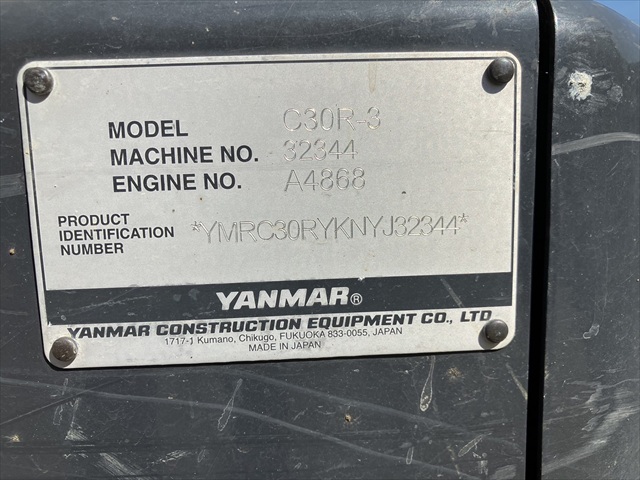 MODEL C30R-3
MACHINE NO. 32344
ENGINE NO. A4868
PRODUCT
IDENTIFICATION *YMRC30RYKNYJ32344*
NUMBER
YANMAR®
YANMAR CONSTRUCTION EQUIPMENT CO., LTD
1717-1 Kumano, Chikugo, FUKUOKA 833-0055, JAPAN
MADE IN JAPAN